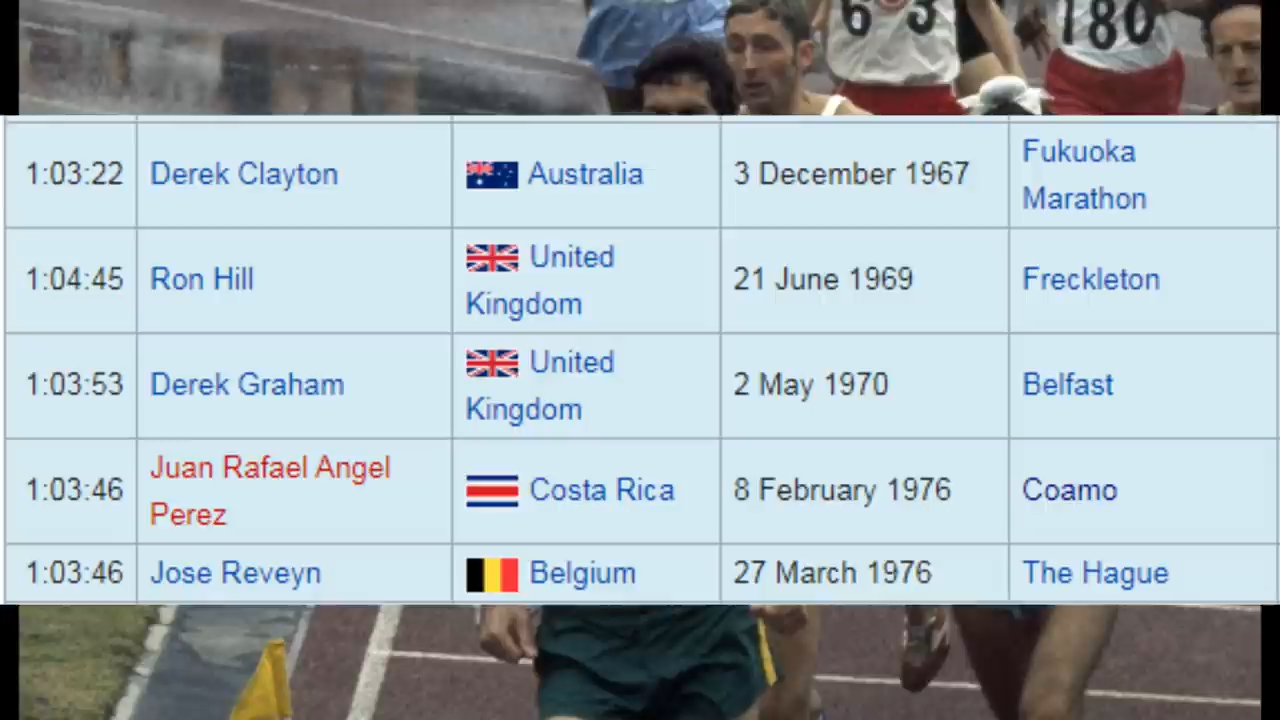 6 3
180
1:03:22 Derek Clayton Australia 3 December 1967 Fukuoka
Marathon
1:04:45 Ron Hill United
Kingdom 21 June 1969 Freckleton
1:03:53 Derek Graham United
Kingdom 2 May 1970 Belfast
1:03:46 Juan Rafael Angel
Perez Costa Rica 8 February 1976 Coamo
1:03:46 Jose Reveyn Belgium 27 March 1976 The Hague